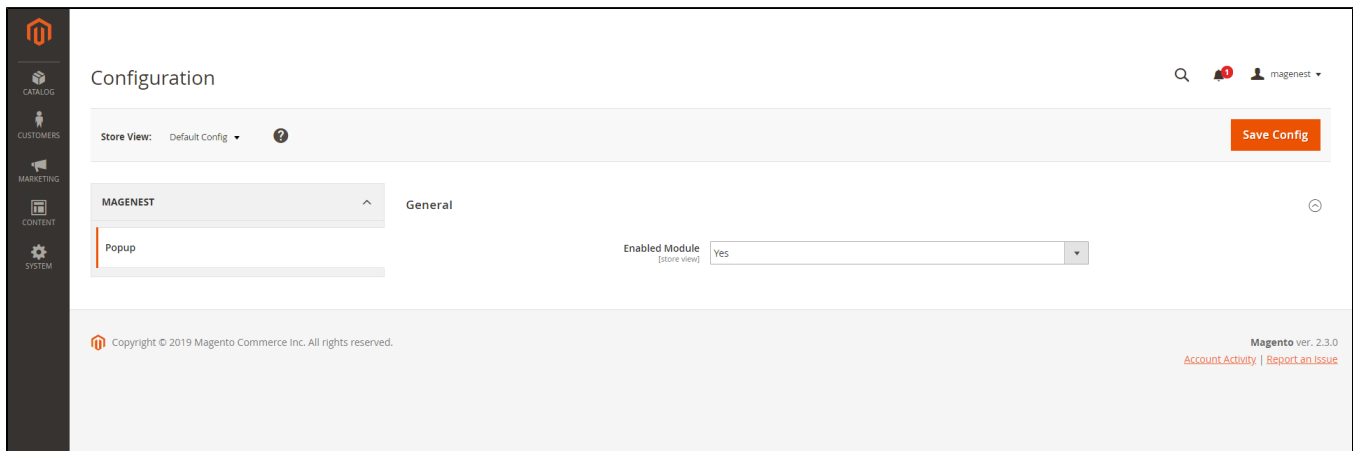 CATALOG
CUSTOMERS
MARKETING
CONTENT
SYSTEM
Configuration
1
magenest
Store View: Default Config ?
Save Config
MAGENEST
Popup
General
Enabled Module
[store view]
Yes
Copyright © 2019 Magento Commerce Inc. All rights reserved.
Magento ver. 2.3.0
Account Activity | Report an Issue